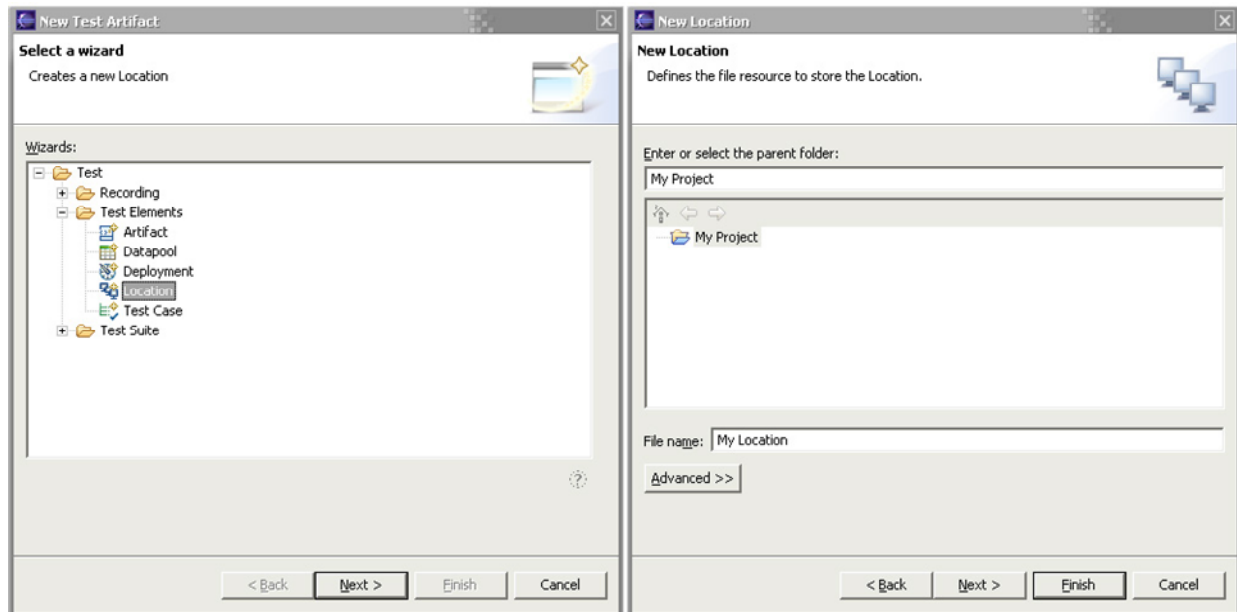 New Test Artifact
Select a wizard
Creates a new Location
Wizards:
Test
Recording
Test Elements
Artifact
Datapool
Deployment
Location
Test Case
Test Suite
< Back
Next >
Finish
Cancel
New Location
New Location
Defines the file resource to store the Location.
Enter or select the parent folder:
My Project
My Project
File name: My Location
Advanced >>
< Back
Next >
Finish
Cancel